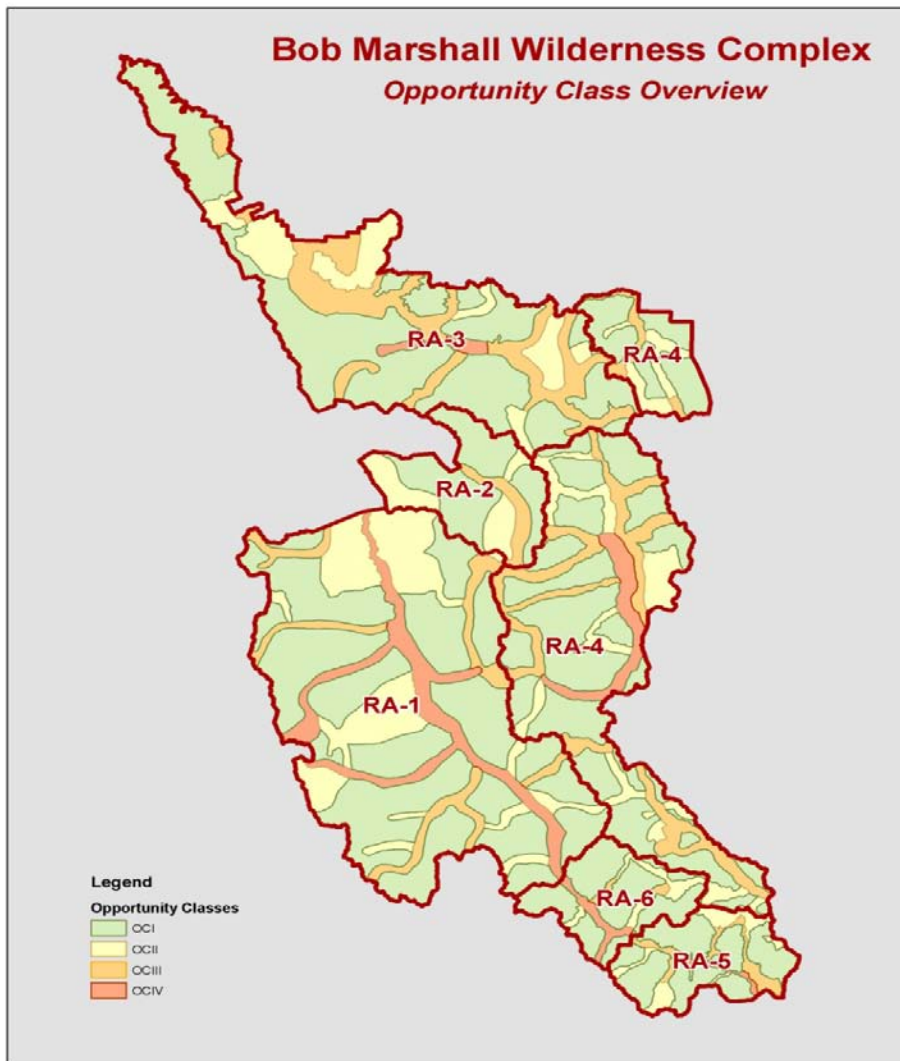 Bob Marshall Wilderness Complex
Opportunity Class Overview
RA-3
RA-4
RA-2
RA-4
RA-1
RA-6
RA-5
Legend
Opportunity Classes
OCI
OCII
OCIII
OCIV